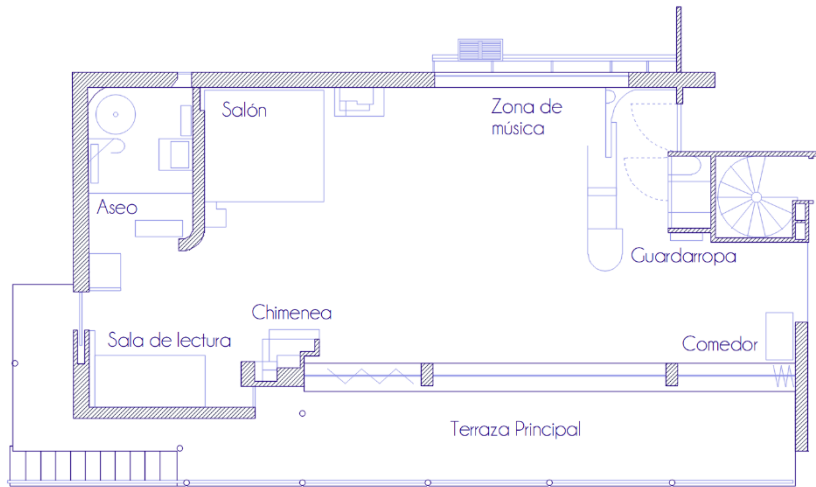 Salón
Zona de
música
Aseo
Guardarropa
Chimenea
Sala de lectura
Comedor
Terraza Principal